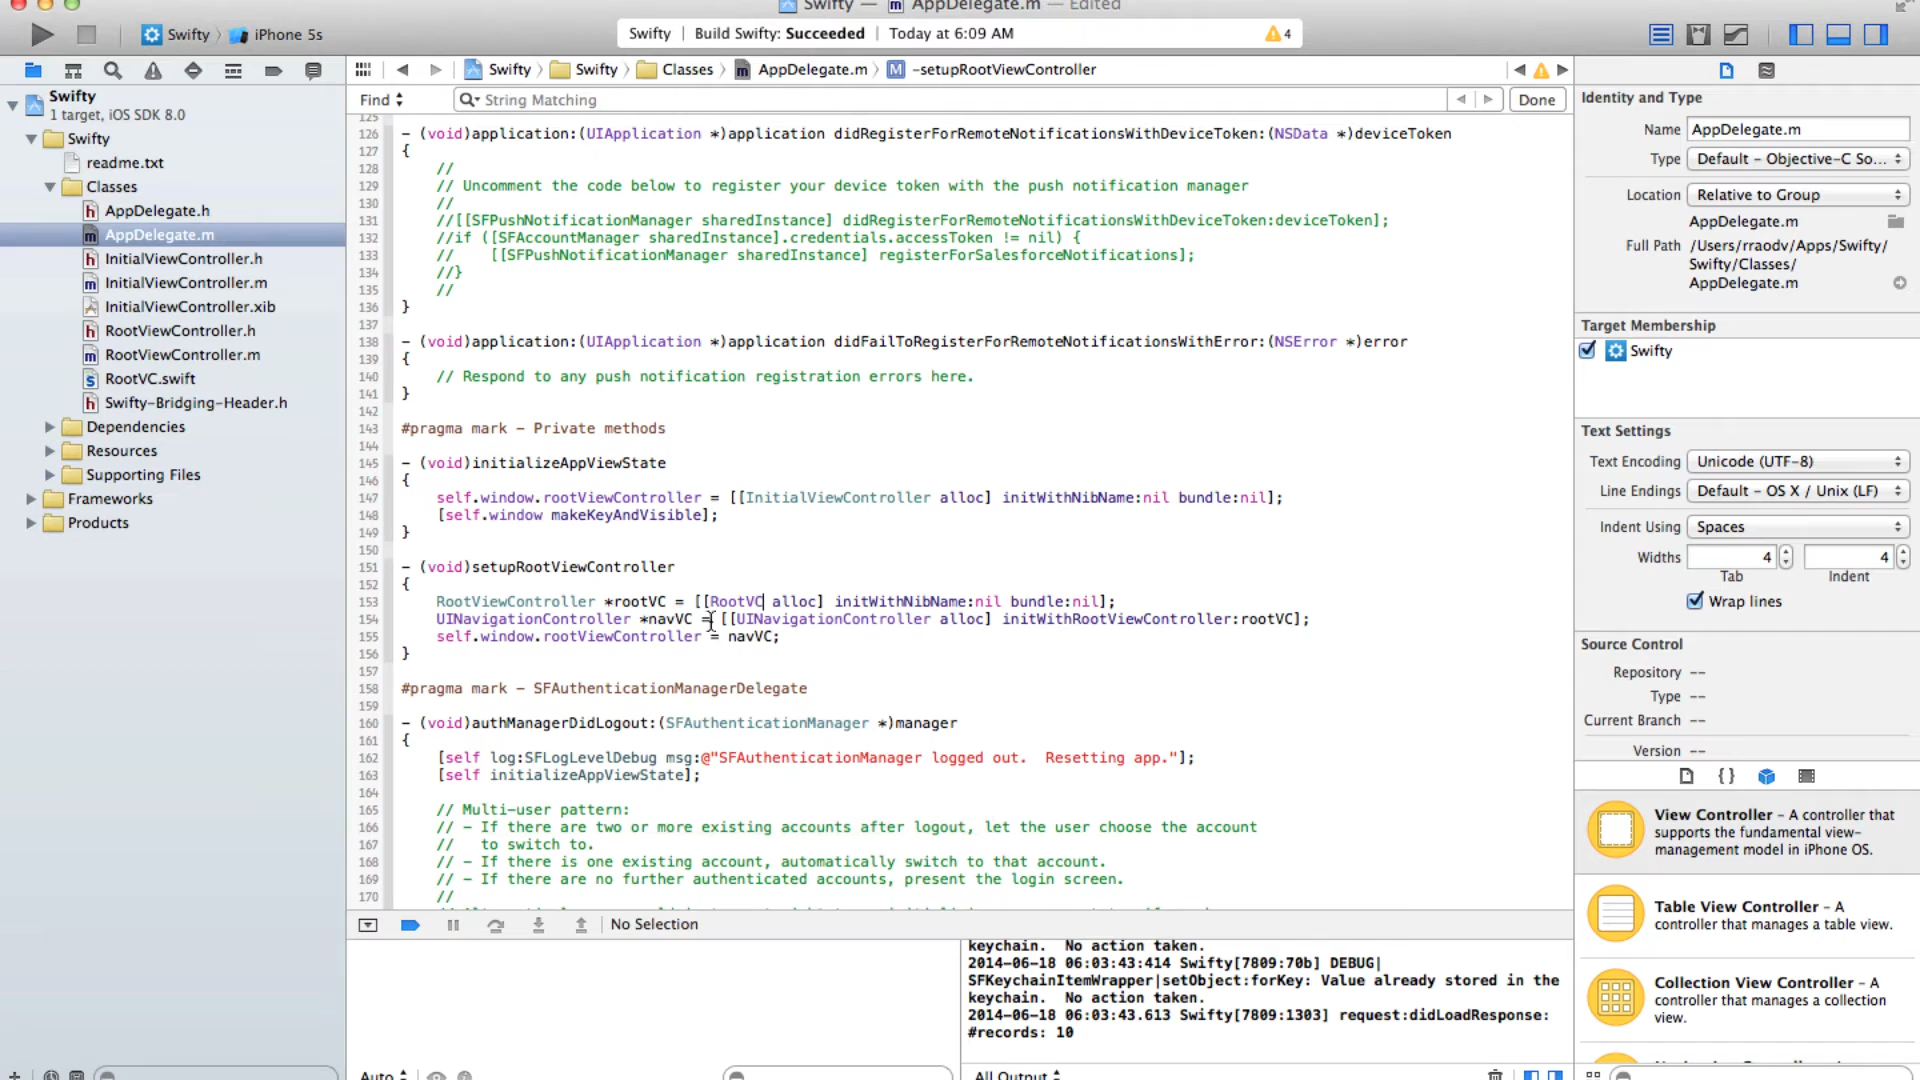 Swifty — AppDelegate.m — Edited
Swifty › iPhone 5s
Swifty | Build Swifty: Succeeded | Today at 6:09 AM
4
Swifty
1 target, iOS SDK 8.0
Swifty
readme.txt
Classes
AppDelegate.h
AppDelegate.m
InitialViewController.h
InitialViewController.m
InitialViewController.xib
RootViewController.h
RootViewController.m
RootVC.swift
Swifty-Bridging-Header.h
Dependencies
Resources
Supporting Files
Frameworks
Products
Swifty › Swifty › Classes › AppDelegate.m › M -setupRootViewController
Find String Matching Done
125
126 - (void)application:(UIApplication *)application didRegisterForRemoteNotificationsWithDeviceToken:(NSData *)deviceToken
127 {
128 //
129 // Uncomment the code below to register your device token with the push notification manager
130 //
131 //[[SFPushNotificationManager sharedInstance] didRegisterForRemoteNotificationsWithDeviceToken:deviceToken];
132 //if ([SFAccountManager sharedInstance].credentials.accessToken != nil) {
133 //    [[SFPushNotificationManager sharedInstance] registerForSalesforceNotifications];
134 //}
135 //
136 }
137
138 - (void)application:(UIApplication *)application didFailToRegisterForRemoteNotificationsWithError:(NSError *)error
139 {
140 // Respond to any push notification registration errors here.
141 }
142
143 #pragma mark - Private methods
144
145 - (void)initializeAppViewState
146 {
147 self.window.rootViewController = [[InitialViewController alloc] initWithNibName:nil bundle:nil];
148 [self.window makeKeyAndVisible];
149 }
150
151 - (void)setupRootViewController
152 {
153 RootViewController *rootVC = [[RootVC alloc] initWithNibName:nil bundle:nil];
154 UINavigationController *navVC = [[UINavigationController alloc] initWithRootViewController:rootVC];
155 self.window.rootViewController = navVC;
156 }
157
158 #pragma mark - SFAuthenticationManagerDelegate
159
160 - (void)authManagerDidLogout:(SFAuthenticationManager *)manager
161 {
162 [self log:SFLogLevelDebug msg:@"SFAuthenticationManager logged out.  Resetting app."];
163 [self initializeAppViewState];
164
165 // Multi-user pattern:
166 // - If there are two or more existing accounts after logout, let the user choose the account
167 //   to switch to.
168 // - If there is one existing account, automatically switch to that account.
169 // - If there are no further authenticated accounts, present the login screen.
170 //
No Selection
keychain.  No action taken.
2014-06-18 06:03:43:414 Swifty[7809:70b] DEBUG|
SFKeychainItemWrapper|setObject:forKey: Value already stored in the
keychain.  No action taken.
2014-06-18 06:03:43.613 Swifty[7809:1303] request:didLoadResponse:
#records: 10
Auto
All Output
Identity and Type
Name AppDelegate.m
Type Default - Objective-C So...
Location Relative to Group
AppDelegate.m
Full Path /Users/rraodv/Apps/Swifty/
Swifty/Classes/
AppDelegate.m
Target Membership
Swifty
Text Settings
Text Encoding Unicode (UTF-8)
Line Endings Default - OS X / Unix (LF)
Indent Using Spaces
Widths 4 4
Tab Indent
Wrap lines
Source Control
Repository --
Type --
Current Branch --
Version --
View Controller - A controller that
supports the fundamental view-
management model in iPhone OS.
Table View Controller - A
controller that manages a table view.
Collection View Controller - A
controller that manages a collection
view.